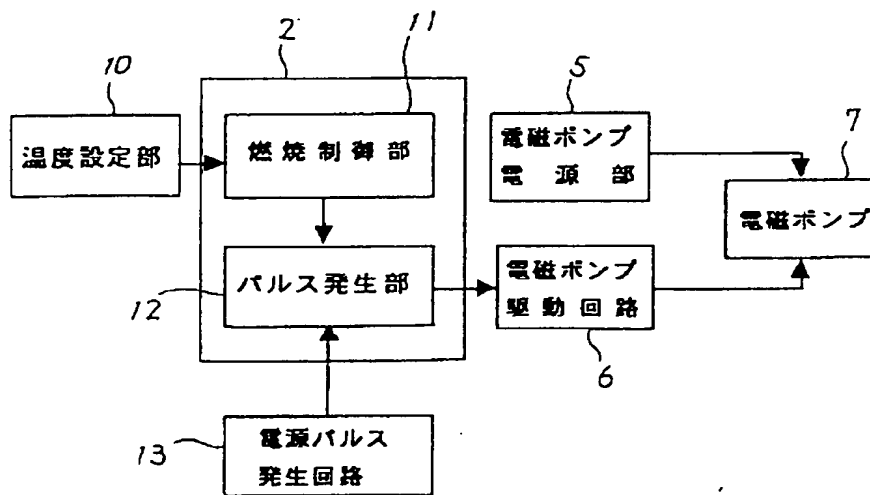 2
11
10
5
7
温度設定部
燃焼制御部
電磁ポンプ
電源部
電磁ポンプ
パルス発生部
電磁ポンプ
駆動回路
12
6
13
電源パルス
発生回路